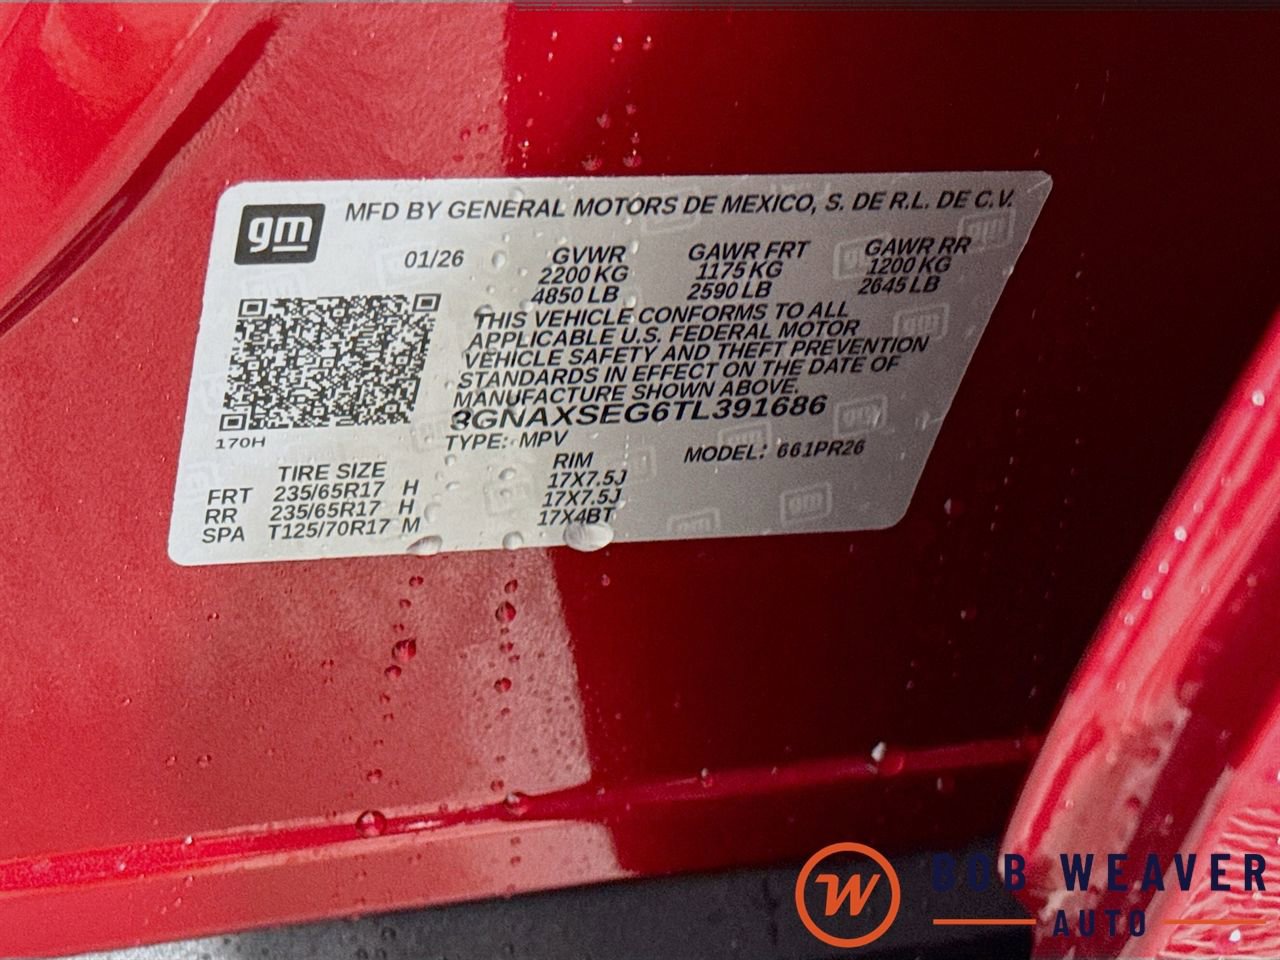 gm MFD BY GENERAL MOTORS DE MEXICO, S. DE R.L. DE C.V.
01/26 GVWR GAWR FRT GAWR RR
2200 KG 1175 KG 1200 KG
4850 LB 2590 LB 2645 LB
THIS VEHICLE CONFORMS TO ALL
APPLICABLE U.S. FEDERAL MOTOR
VEHICLE SAFETY AND THEFT PREVENTION
STANDARDS IN EFFECT ON THE DATE OF
MANUFACTURE SHOWN ABOVE.
3GNAXSEG6TL391686
170H
TYPE: MPV MODEL: 661PR26
TIRE SIZE RIM
FRT 235/65R17 H 17X7.5J
RR 235/65R17 H 17X7.5J
SPA T125/70R17 M 17X4BT
W BOB WEAVER
AUTO